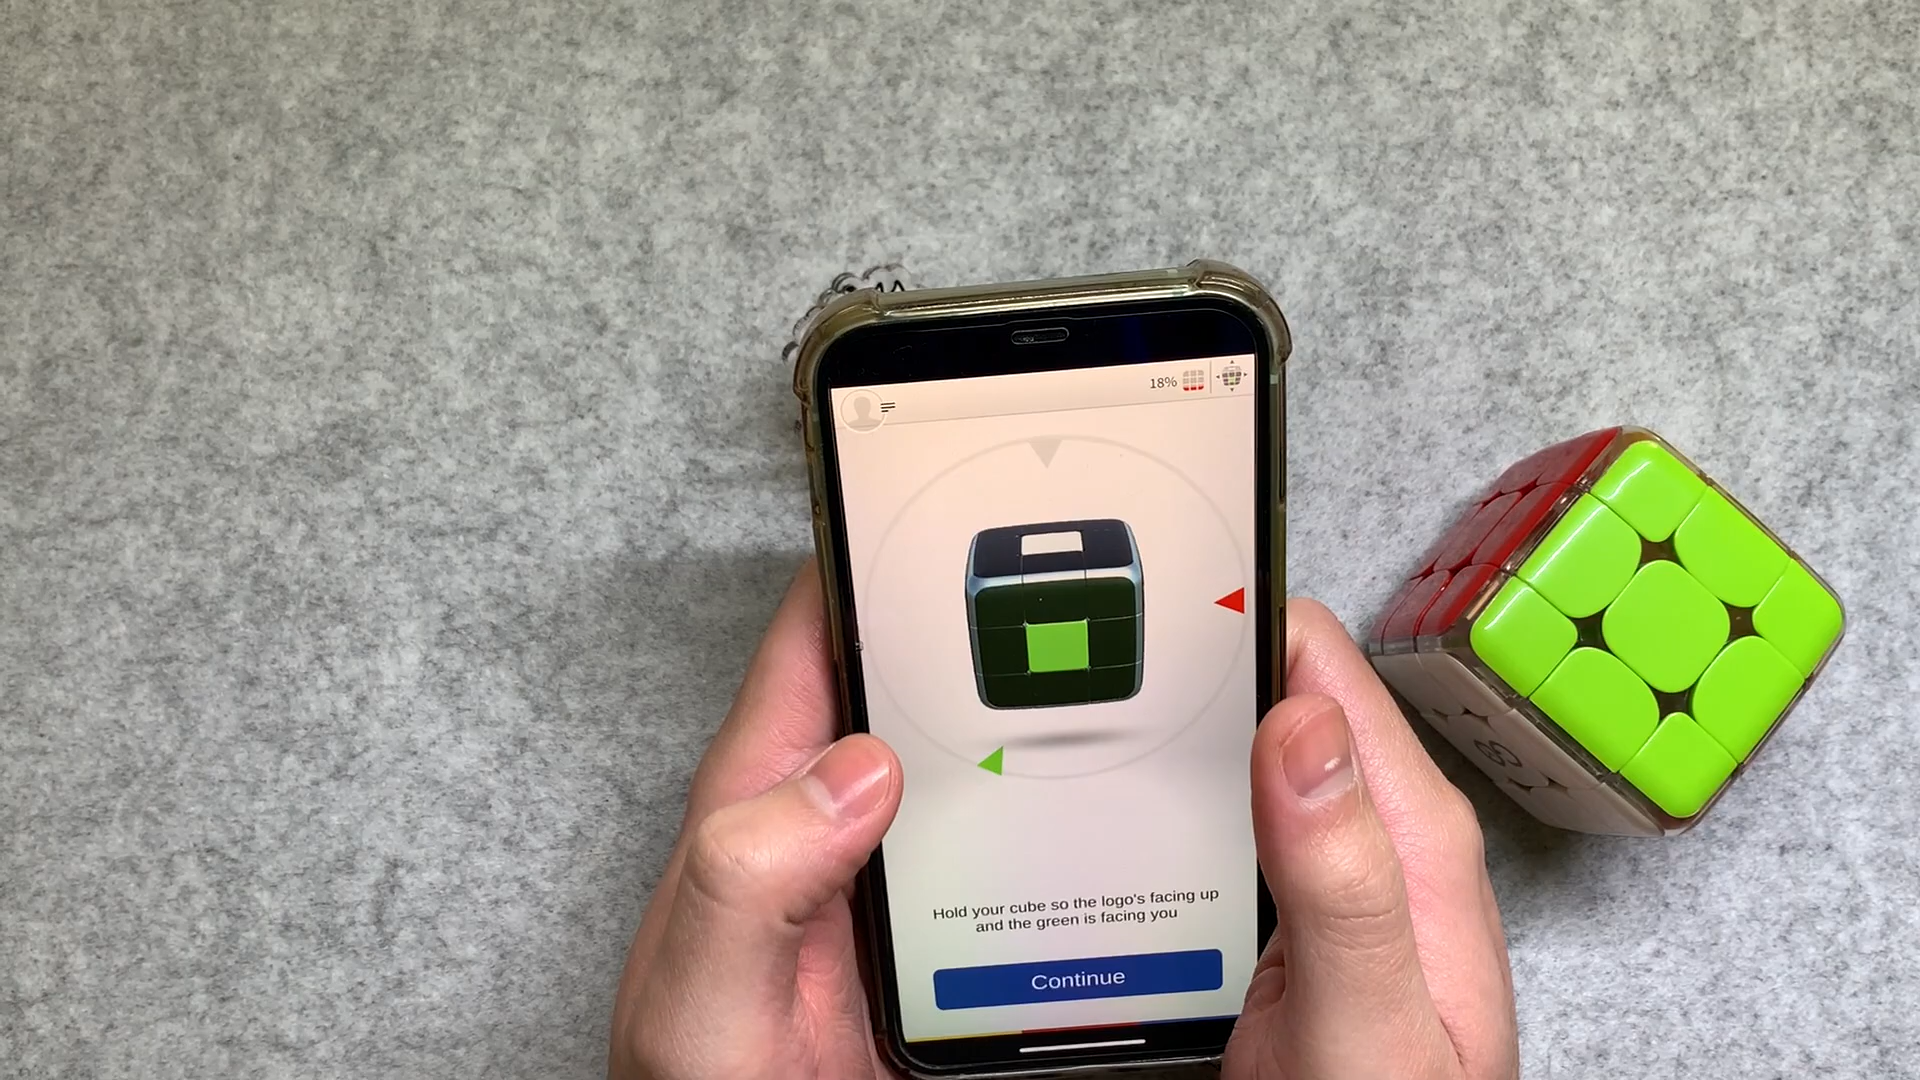 18%
Hold your cube so the logo's facing up
and the green is facing you
Continue